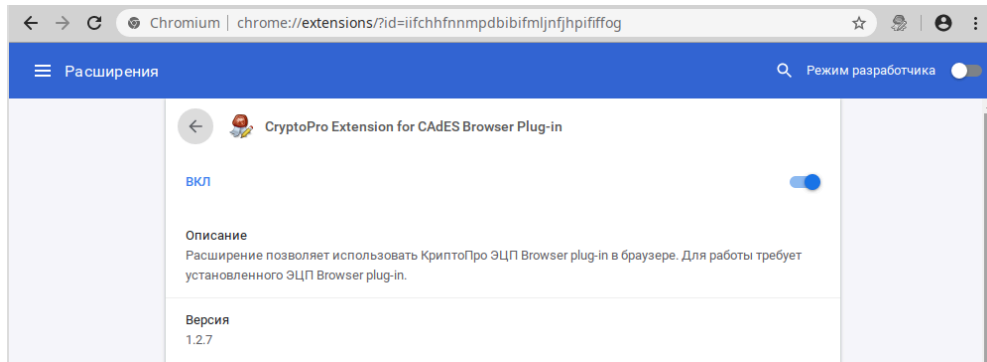 Chromium | chrome://extensions/?id=iifchhfnnmpdbibifmljnfjhpififfog
Расширения
Режим разработчика
CryptoPro Extension for CAdES Browser Plug-in
ВКЛ
Описание
Расширение позволяет использовать КриптоПро ЭЦП Browser plug-in в браузере. Для работы требует
установленного ЭЦП Browser plug-in.
Версия
1.2.7